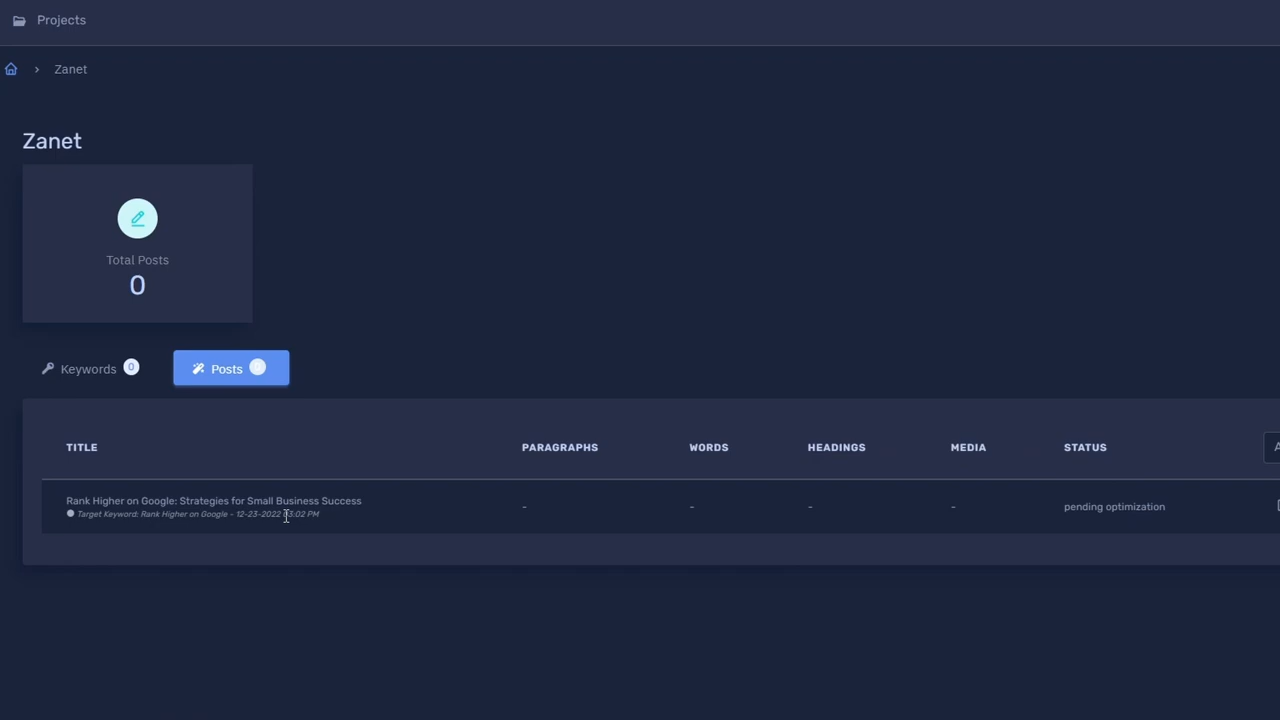 Projects
Zanet
Zanet
Total Posts
0
Keywords 0
Posts
TITLE PARAGRAPHS WORDS HEADINGS MEDIA STATUS
Rank Higher on Google: Strategies for Small Business Success - - - - pending optimization
Target Keyword: Rank Higher on Google - 12-23-2022 PM